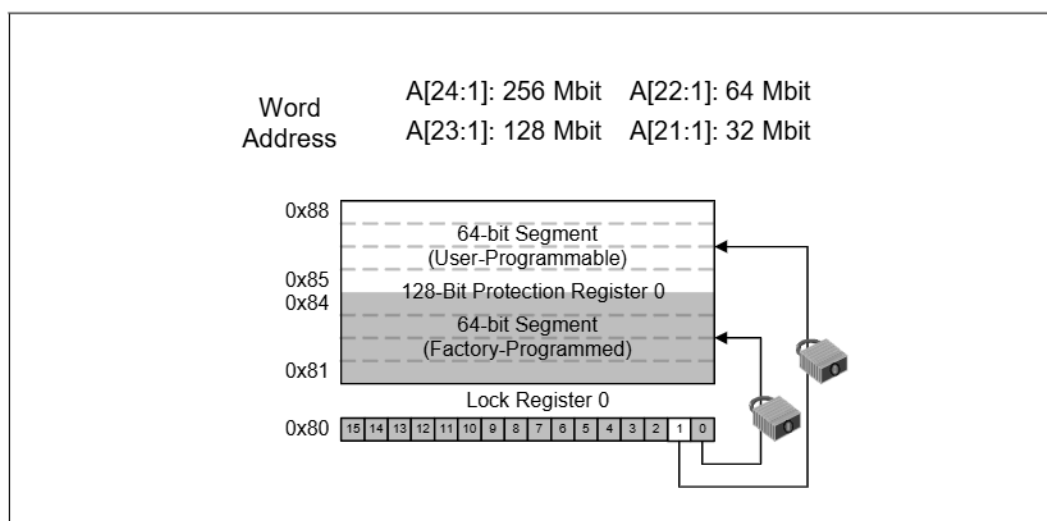 Word
Address
A[24:1]: 256 Mbit A[22:1]: 64 Mbit
A[23:1]: 128 Mbit A[21:1]: 32 Mbit
0x88
64-bit Segment
(User-Programmable)
0x85
128-Bit Protection Register 0
0x84
64-bit Segment
(Factory-Programmed)
0x81
Lock Register 0
0x80 15 14 13 12 11 10 9 8 7 6 5 4 3 2 1 0